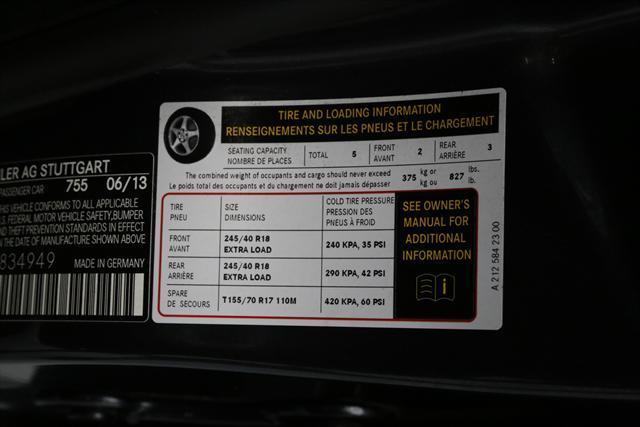 LER AG STUTTGART
PASSENGER CAR 755 06/13
THIS VEHICLE CONFORMS TO ALL APPLICABLE
U.S. FEDERAL MOTOR VEHICLE SAFETY, BUMPER
AND THEFT PREVENTION STANDARDS IN EFFECT
ON THE DATE OF MANUFACTURE SHOWN ABOVE
834949 MADE IN GERMANY
TIRE AND LOADING INFORMATION
RENSEIGNEMENTS SUR LES PNEUS ET LE CHARGEMENT
SEATING CAPACITY
NOMBRE DE PLACES
TOTAL 5
FRONT
AVANT
2
REAR
ARRIÈRE
3
The combined weight of occupants and cargo should never exceed
Le poids total des occupants et du chargement ne doit jamais dépasser
375 kg or
kg ou
827 lbs.
lb.
TIRE
PNEU
SIZE
DIMENSIONS
COLD TIRE PRESSURE
PRESSION DES
PNEUS À FROID
FRONT
AVANT
245/40 R18
EXTRA LOAD
240 KPA, 35 PSI
REAR
ARRIÈRE
245/40 R18
EXTRA LOAD
290 KPA, 42 PSI
SPARE
DE SECOURS
T155/70 R17 110M
420 KPA, 60 PSI
SEE OWNER'S
MANUAL FOR
ADDITIONAL
INFORMATION
i
A 212 584 23 00